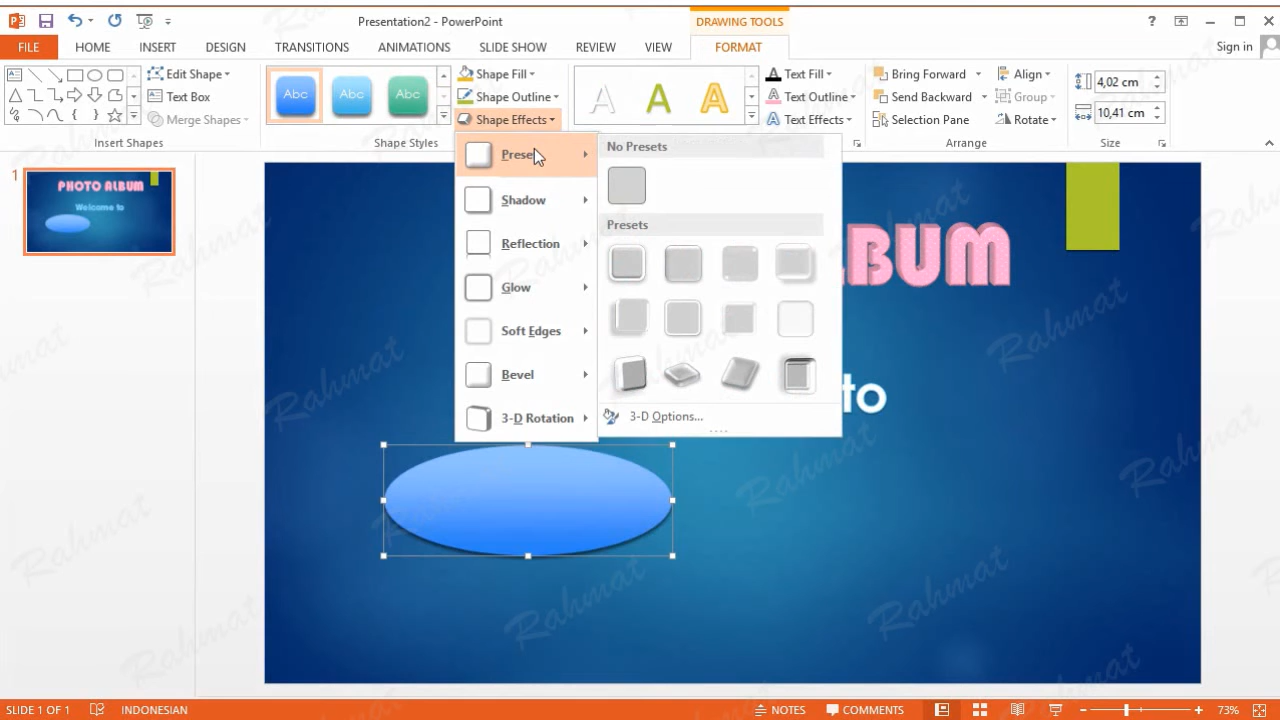 Presentation2 - PowerPoint
DRAWING TOOLS
?
FILE
HOME
INSERT
DESIGN
TRANSITIONS
ANIMATIONS
SLIDE SHOW
REVIEW
VIEW
FORMAT
Sign in
Edit Shape
Text Box
Merge Shapes
Insert Shapes
Abc
Abc
Abc
Shape Styles
Shape Fill
Shape Outline
Shape Effects
A
A
A
Text Fill
Text Outline
Text Effects
Bring Forward
Send Backward
Selection Pane
Align
Group
Rotate
Arrange
4,02 cm
10,41 cm
Size
Preset
Shadow
Reflection
Glow
Soft Edges
Bevel
3-D Rotation
No Presets
Presets
3-D Options...
1
PHOTO ALBUM
Welcome to
LBUM
to
Rahmat
SLIDE 1 OF 1
INDONESIAN
NOTES
COMMENTS
73%